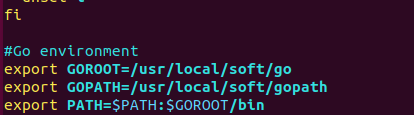 fi
#Go environment
export GOROOT=/usr/local/soft/go
export GOPATH=/usr/local/soft/gopath
export PATH=$PATH:$GOROOT/bin